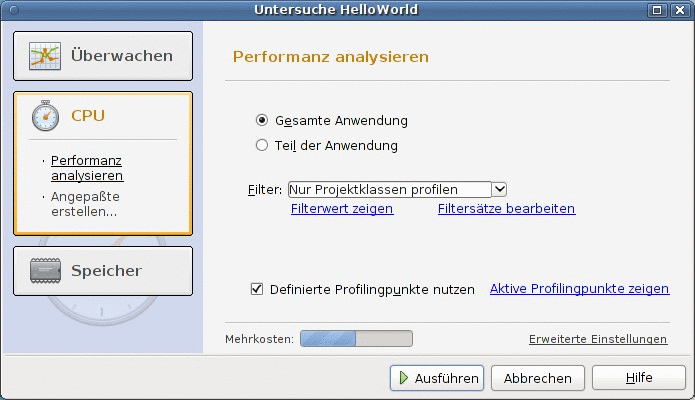 Untersuche HelloWorld
Überwachen
CPU
· Performanz
analysieren
· Angepaßte
erstellen...
Speicher
Performanz analysieren
Gesamte Anwendung
Teil der Anwendung
Filter: Nur Projektklassen profilen
Filterwert zeigen Filtersätze bearbeiten
Definierte Profilingpunkte nutzen Aktive Profilingpunkte zeigen
Mehrkosten: Erweiterte Einstellungen
Ausführen Abbrechen Hilfe